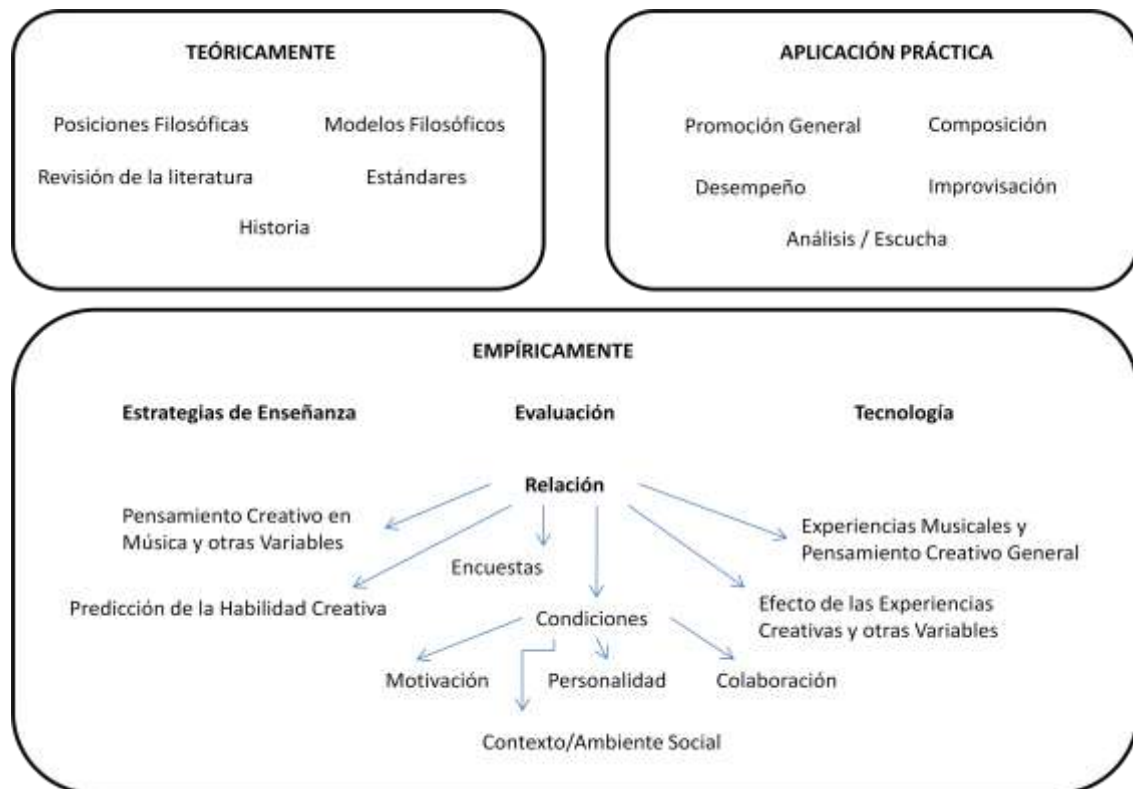 TEÓRICAMENTE
Posiciones Filosóficas
Modelos Filosóficos
Revisión de la literatura
Estándares
Historia
APLICACIÓN PRÁCTICA
Promoción General
Composición
Desempeño
Improvisación
Análisis / Escucha
EMPÍRICAMENTE
Estrategias de Enseñanza
Evaluación
Tecnología
Relación
Pensamiento Creativo en
Música y otras Variables
Experiencias Musicales y
Pensamiento Creativo General
Encuestas
Predicción de la Habilidad Creativa
Efecto de las Experiencias
Creativas y otras Variables
Condiciones
Motivación
Personalidad
Colaboración
Contexto/Ambiente Social